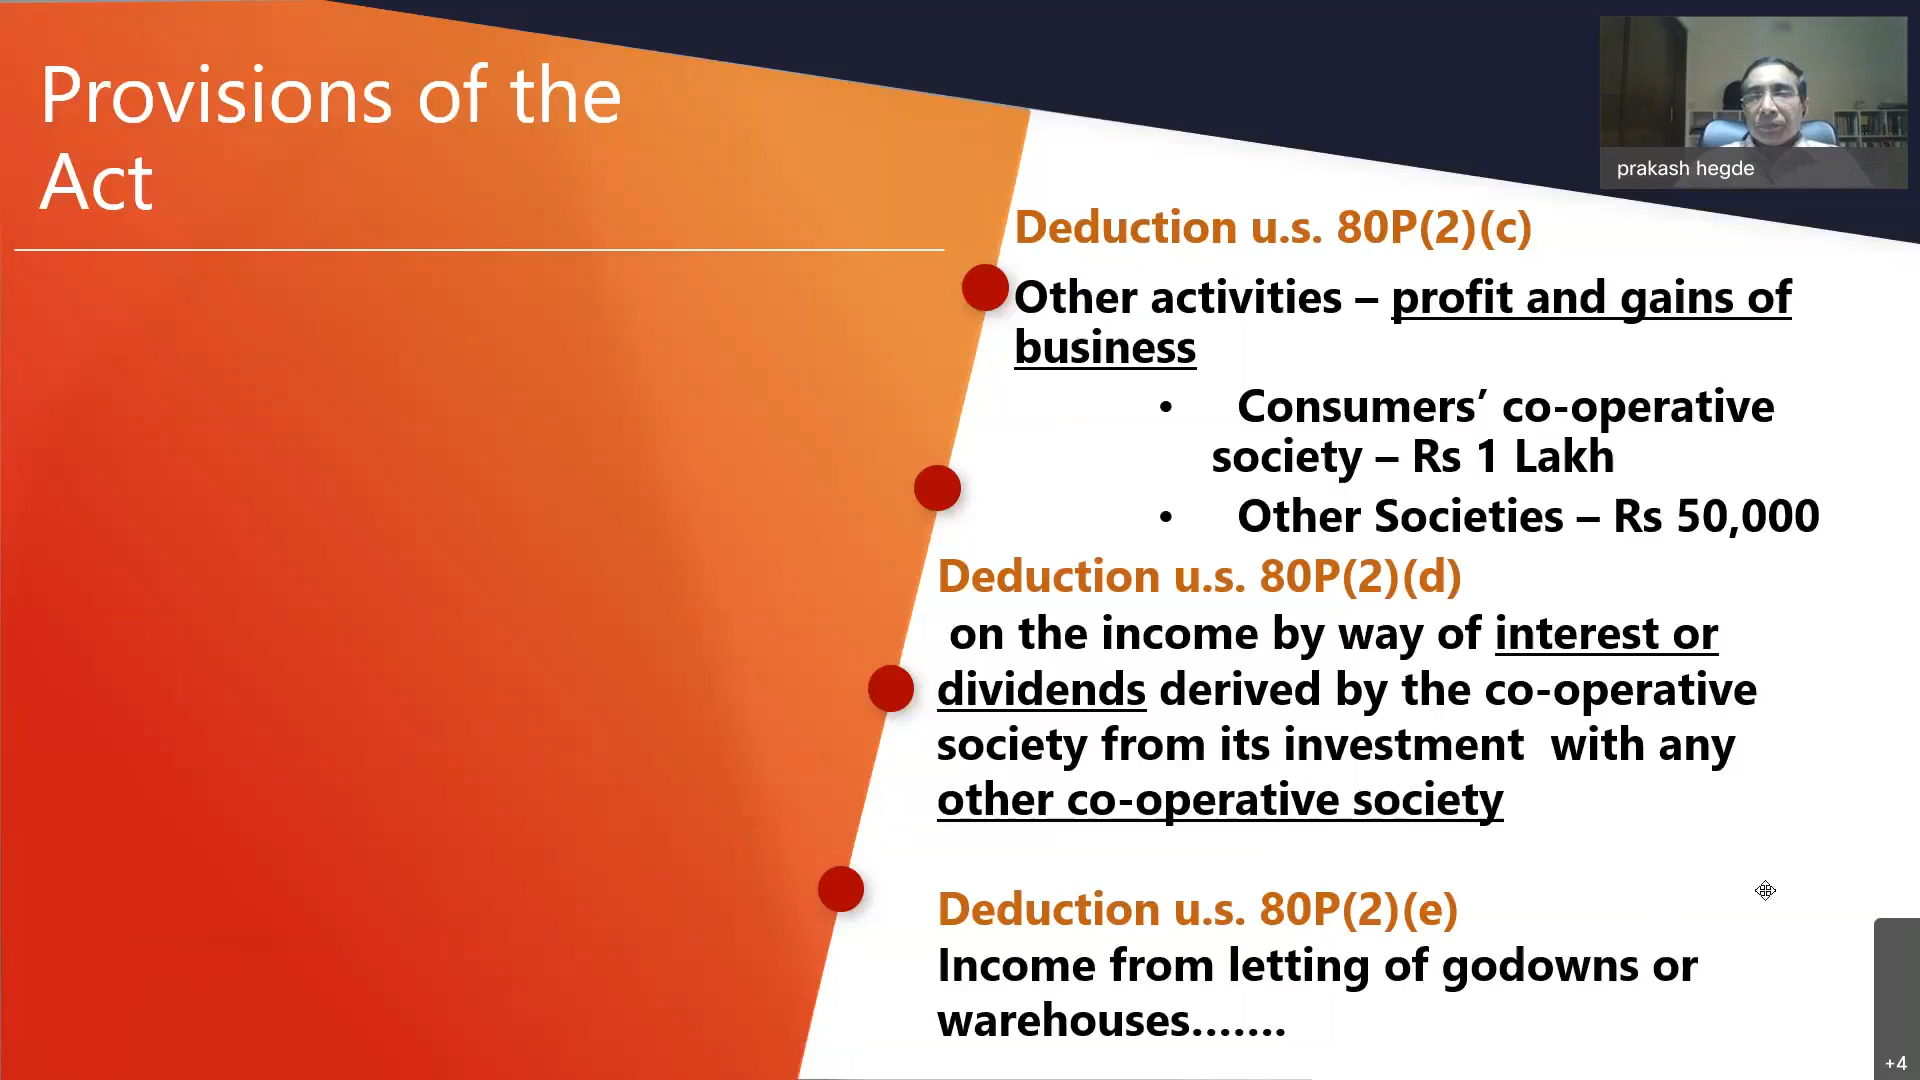 Provisions of the
Act
prakash hegde
Deduction u.s. 80P(2)(c)
Other activities – profit and gains of
business
• Consumers’ co-operative
society – Rs 1 Lakh
• Other Societies – Rs 50,000
Deduction u.s. 80P(2)(d)
on the income by way of interest or
dividends derived by the co-operative
society from its investment with any
other co-operative society
Deduction u.s. 80P(2)(e)
Income from letting of godowns or
warehouses.......
+4